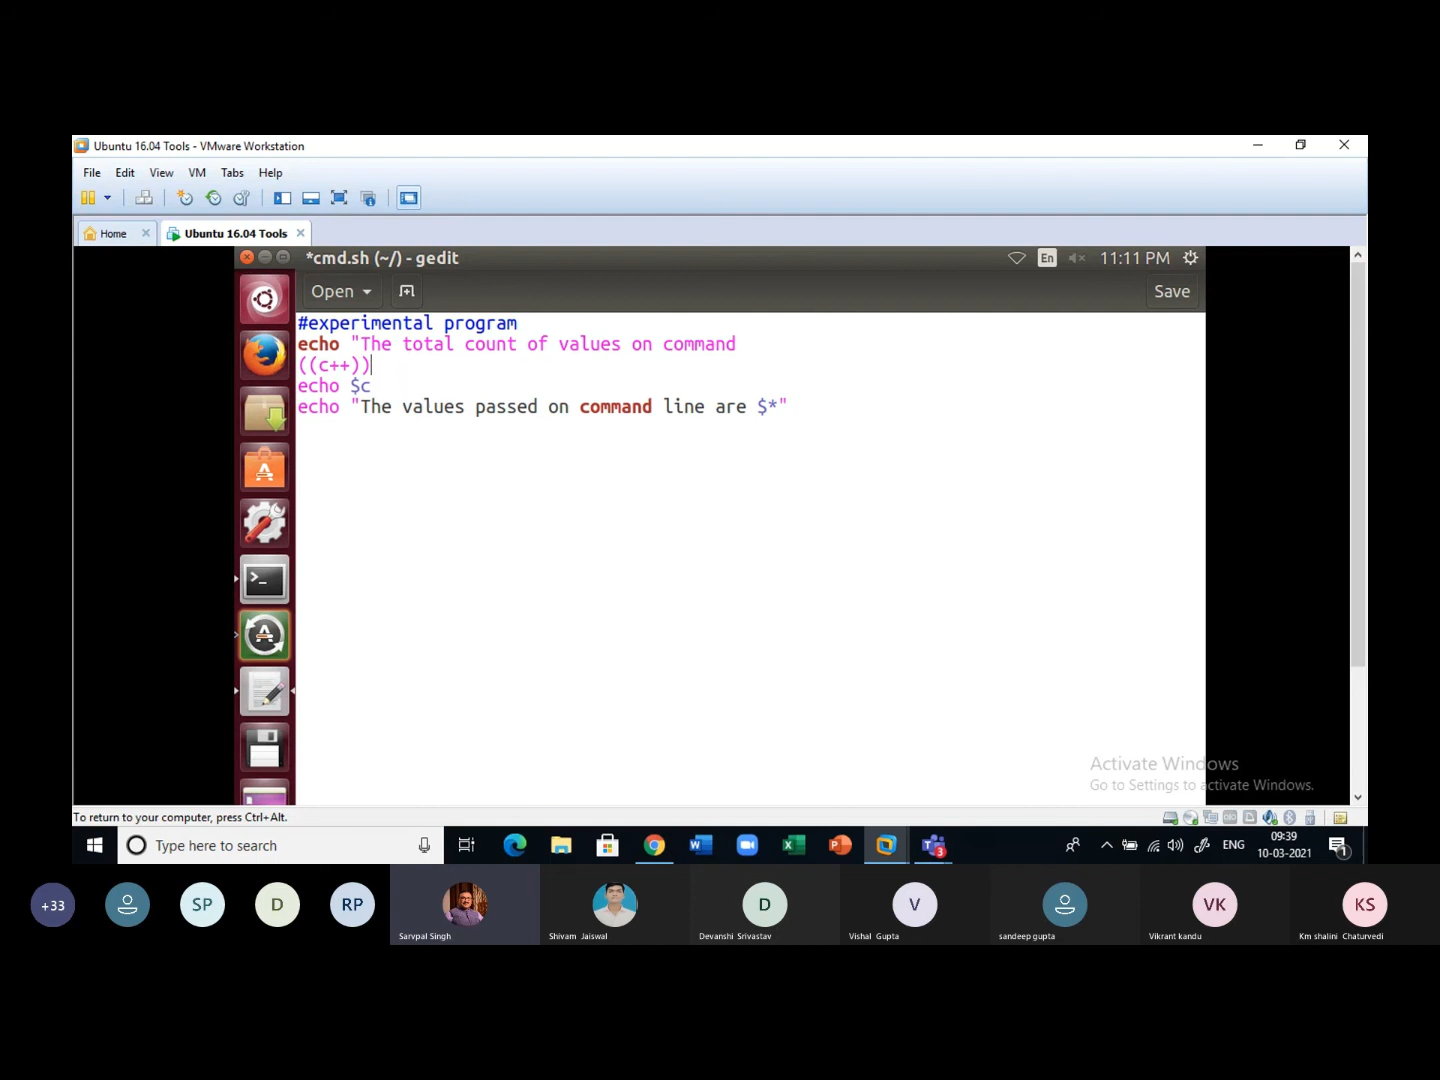 Ubuntu 16.04 Tools - VMware Workstation
File Edit View VM Tabs Help
Home Ubuntu 16.04 Tools
*cmd.sh (~/) - gedit En 11:11 PM
Open Save
#experimental program
echo "The total count of values on command
((c++))
echo $c
echo "The values passed on command line are $*"
Activate Windows
Go to Settings to activate Windows.
To return to your computer, press Ctrl+Alt.
Type here to search ENG 09:39
10-03-2021
+33 SP D RP D V VK KS
Sarvpal Singh Shivam Jaiswal Devanshi Srivastav Vishal Gupta sandeep gupta Vikrant kandu Km shalini Chaturvedi